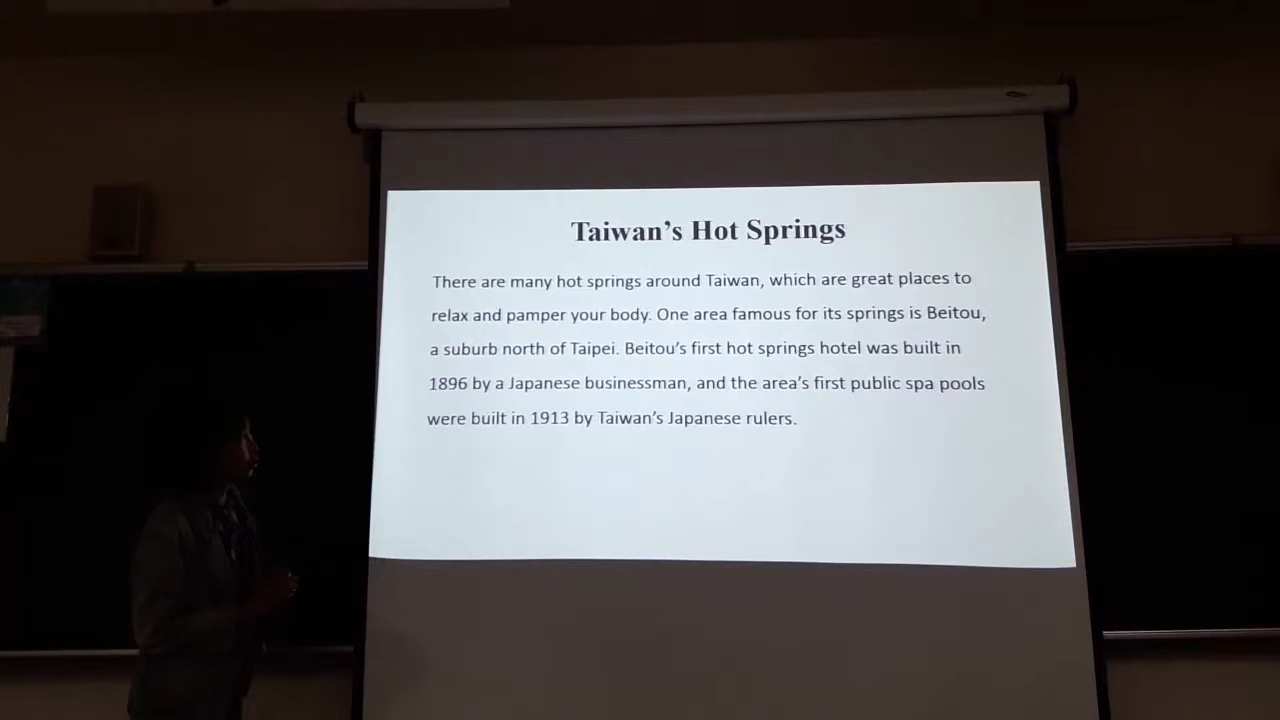 Taiwan’s Hot Springs
There are many hot springs around Taiwan, which are great places to
relax and pamper your body. One area famous for its springs is Beitou,
a suburb north of Taipei. Beitou’s first hot springs hotel was built in
1896 by a Japanese businessman, and the area’s first public spa pools
were built in 1913 by Taiwan’s Japanese rulers.